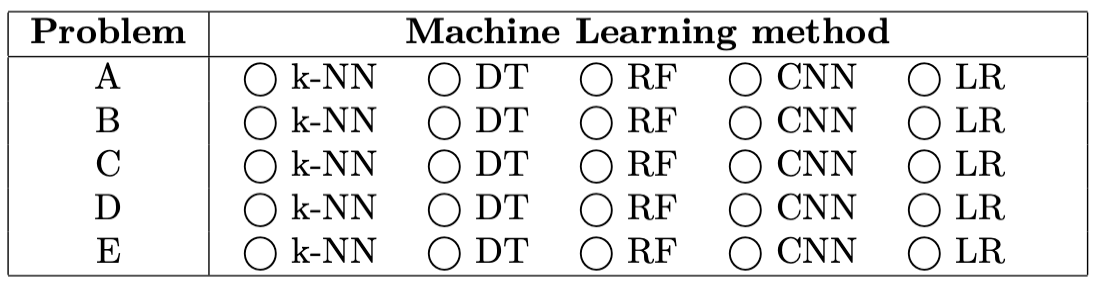 Problem Machine Learning method
A k-NN DT RF CNN LR
B k-NN DT RF CNN LR
C k-NN DT RF CNN LR
D k-NN DT RF CNN LR
E k-NN DT RF CNN LR